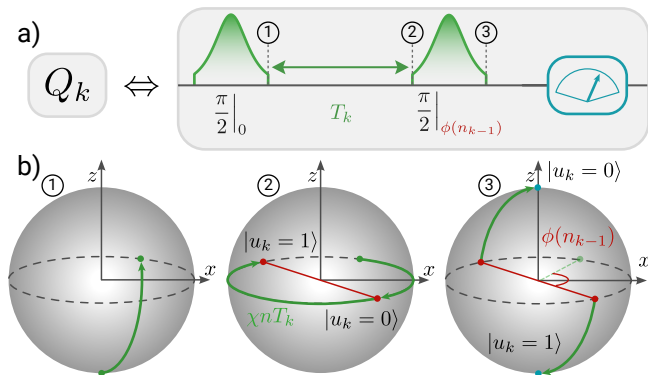 a)
Q_k ⇔
① ② ③
π/2|_0 T_k π/2|_{ϕ(n_{k−1})}
b)
① z x
② z x
|u_k = 1⟩
|u_k = 0⟩
χnT_k
③ z x
|u_k = 0⟩
ϕ(n_{k−1})
|u_k = 1⟩